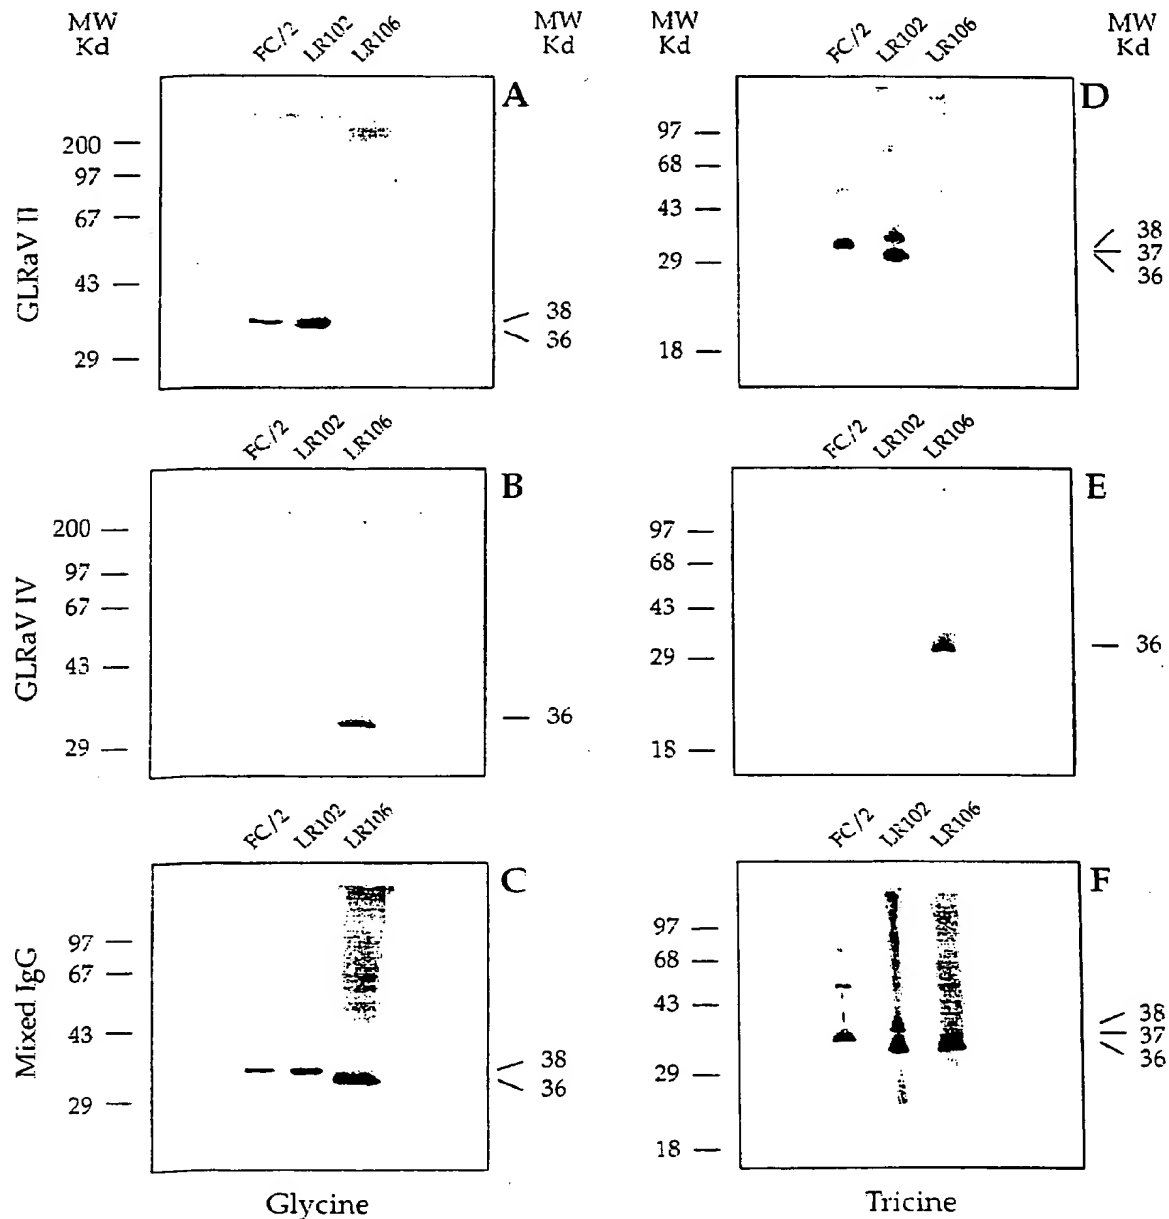 MW
Kd
FC/2
LR102
LR106
MW
Kd
A
GLRaV II
200
97
67
43
29
38
36
MW
Kd
FC/2
LR102
LR106
MW
Kd
D
97
68
43
29
18
38
37
36
FC/2
LR102
LR106
B
GLRaV IV
200
97
67
43
29
36
FC/2
LR102
LR106
E
97
68
43
29
18
36
FC/2
LR102
LR106
C
Mixed IgG
97
67
43
29
38
36
Glycine
FC/2
LR102
LR106
F
97
68
43
29
18
38
37
36
Tricine